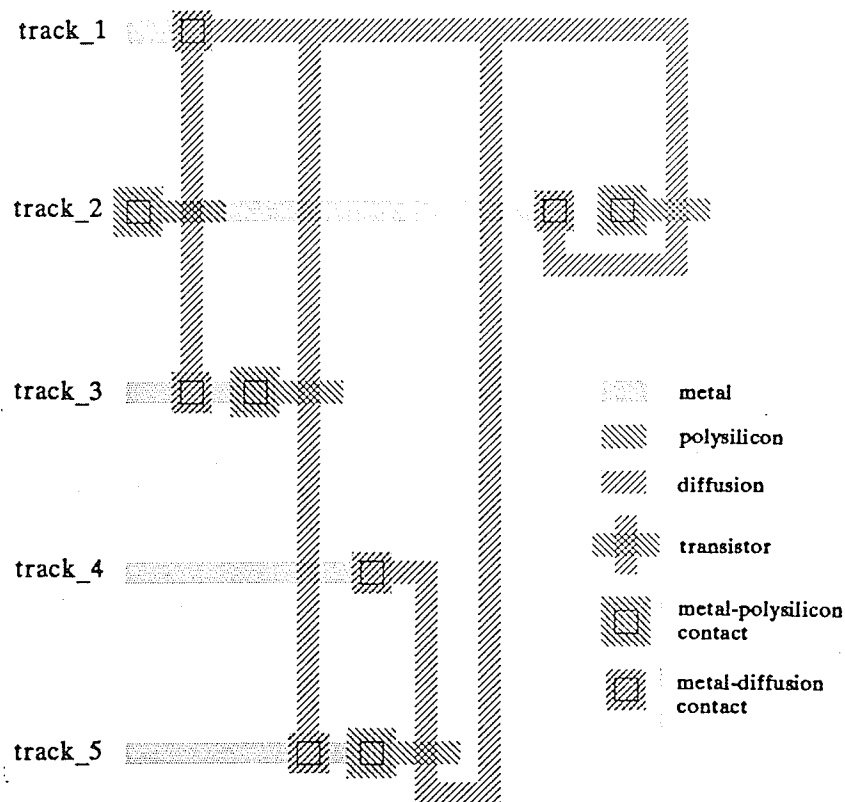 track_1
track_2
track_3
track_4
track_5
metal
polysilicon
diffusion
transistor
metal-polysilicon
contact
metal-diffusion
contact